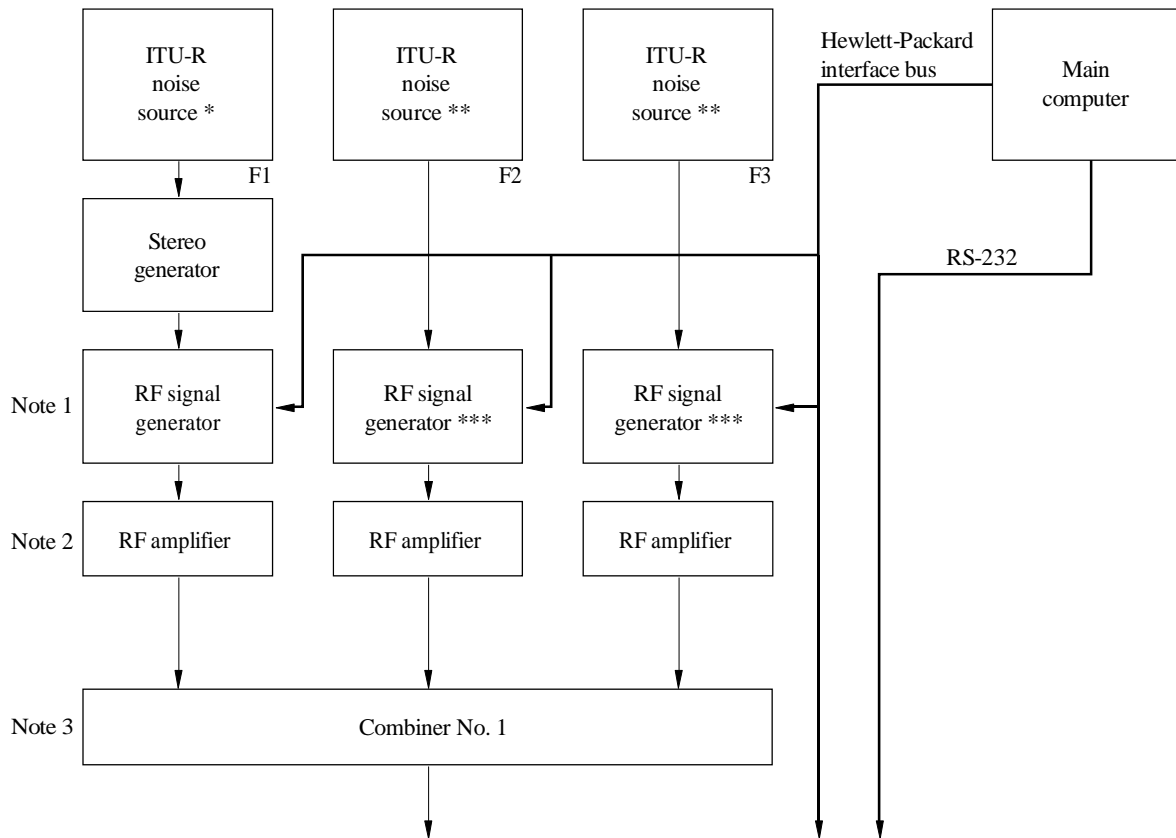 ITU-R
noise
source *
ITU-R
noise
source **
ITU-R
noise
source **
Hewlett-Packard
interface bus
Main
computer
F1
F2
F3
Stereo
generator
RS-232
Note 1
RF signal
generator
RF signal
generator ***
RF signal
generator ***
Note 2
RF amplifier
RF amplifier
RF amplifier
Note 3
Combiner No. 1